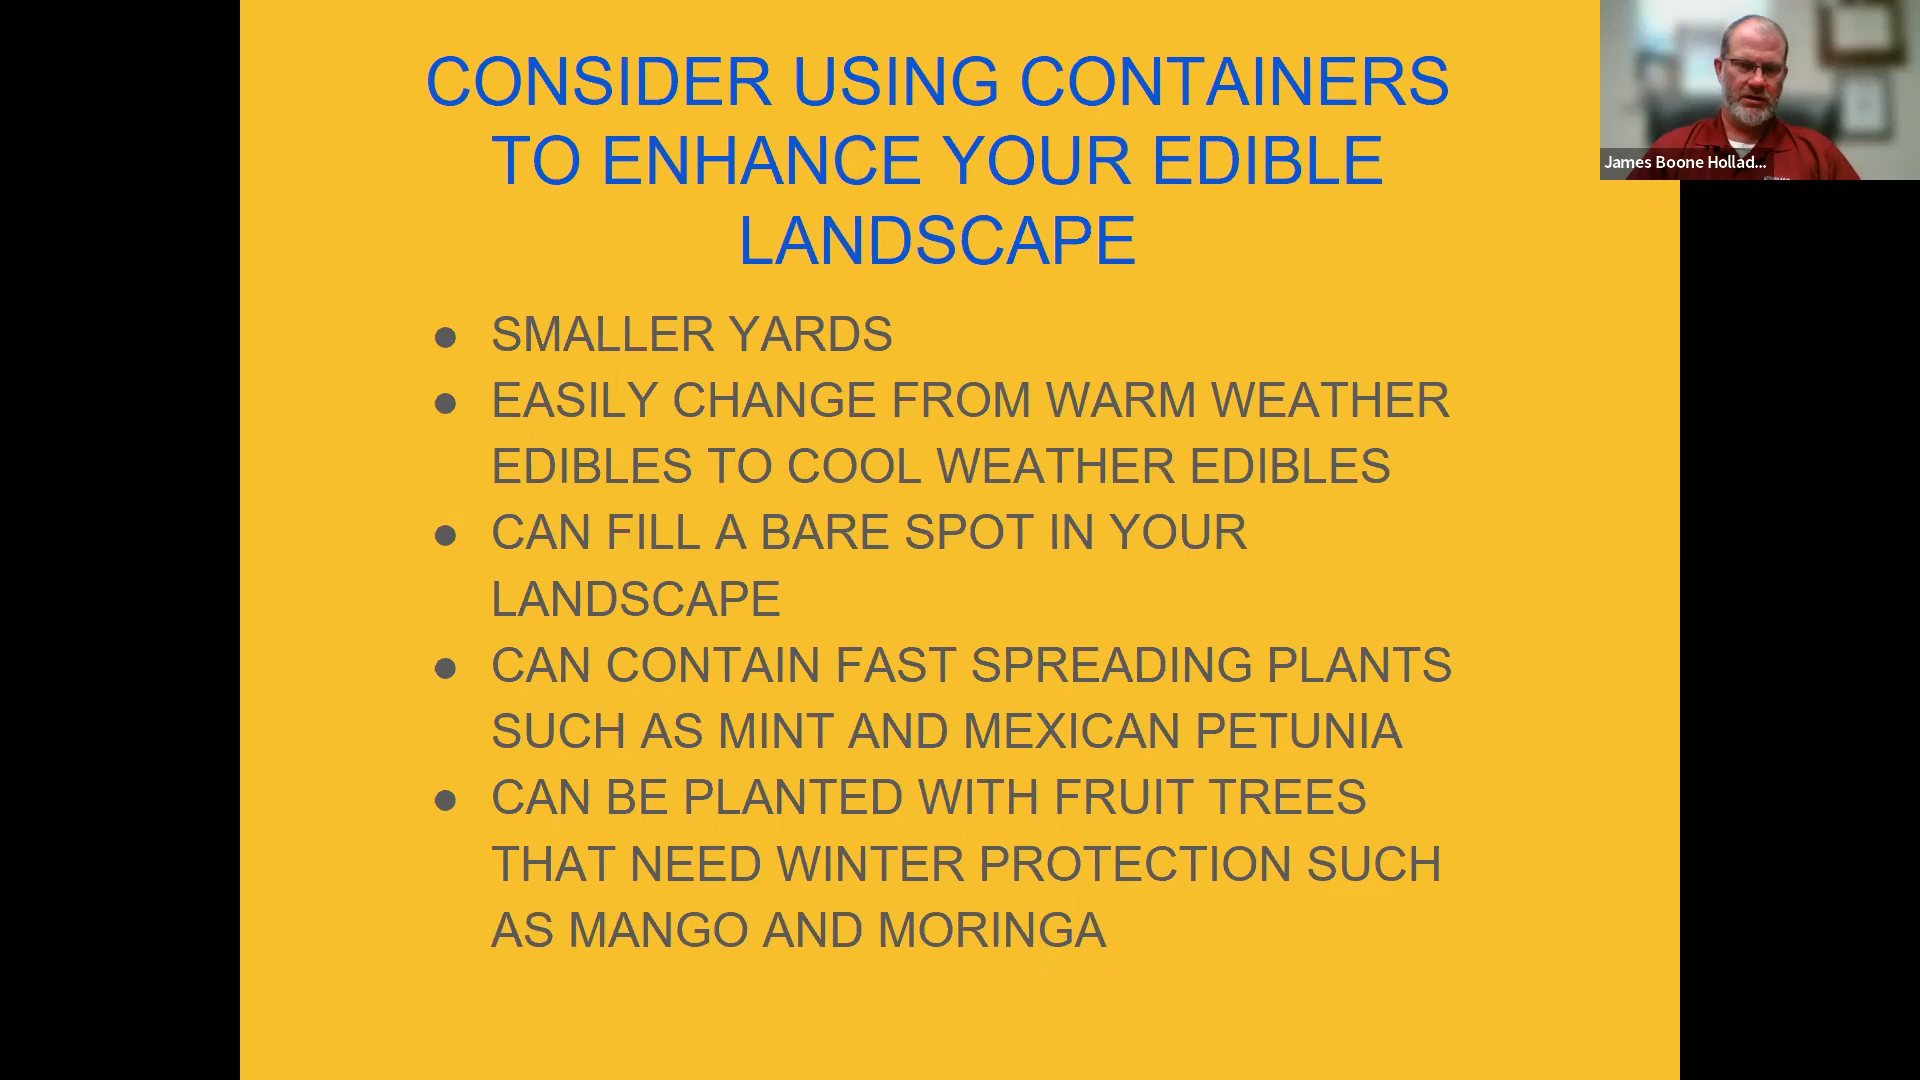 CONSIDER USING CONTAINERS
TO ENHANCE YOUR EDIBLE
LANDSCAPE
● SMALLER YARDS
● EASILY CHANGE FROM WARM WEATHER
EDIBLES TO COOL WEATHER EDIBLES
● CAN FILL A BARE SPOT IN YOUR
LANDSCAPE
● CAN CONTAIN FAST SPREADING PLANTS
SUCH AS MINT AND MEXICAN PETUNIA
● CAN BE PLANTED WITH FRUIT TREES
THAT NEED WINTER PROTECTION SUCH
AS MANGO AND MORINGA
James Boone Hollad...